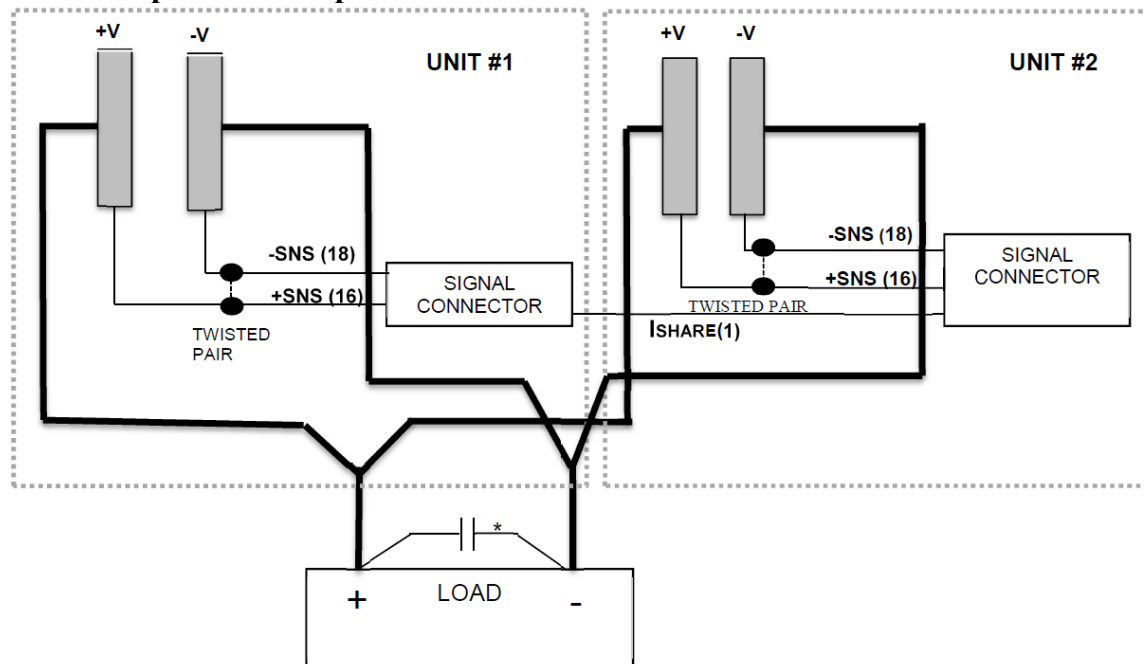 +V
-V
UNIT #1
-SNS (18)
+SNS (16)
SIGNAL
CONNECTOR
TWISTED
PAIR
+V
-V
UNIT #2
-SNS (18)
+SNS (16)
SIGNAL
CONNECTOR
TWISTED PAIR
ISHARE(1)
*
+
LOAD
-